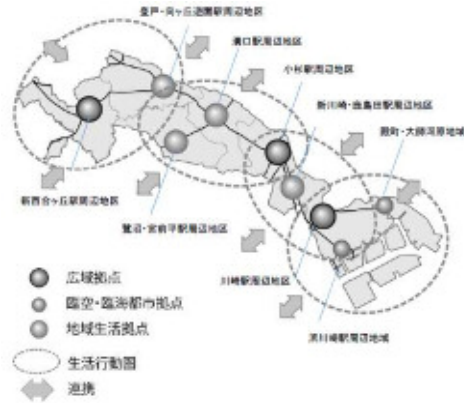 登戸・向ヶ丘遊園駅周辺地区
溝口駅周辺地区
小杉駅周辺地区
新川崎・鹿島田駅周辺地区
殿町・大師河原地域
新百合ヶ丘駅周辺地区
鷺沼・宮前平駅周辺地区
川崎駅周辺地区
浜川崎駅周辺地域
広域拠点
臨空・臨海都市拠点
地域生活拠点
生活行動圏
連携